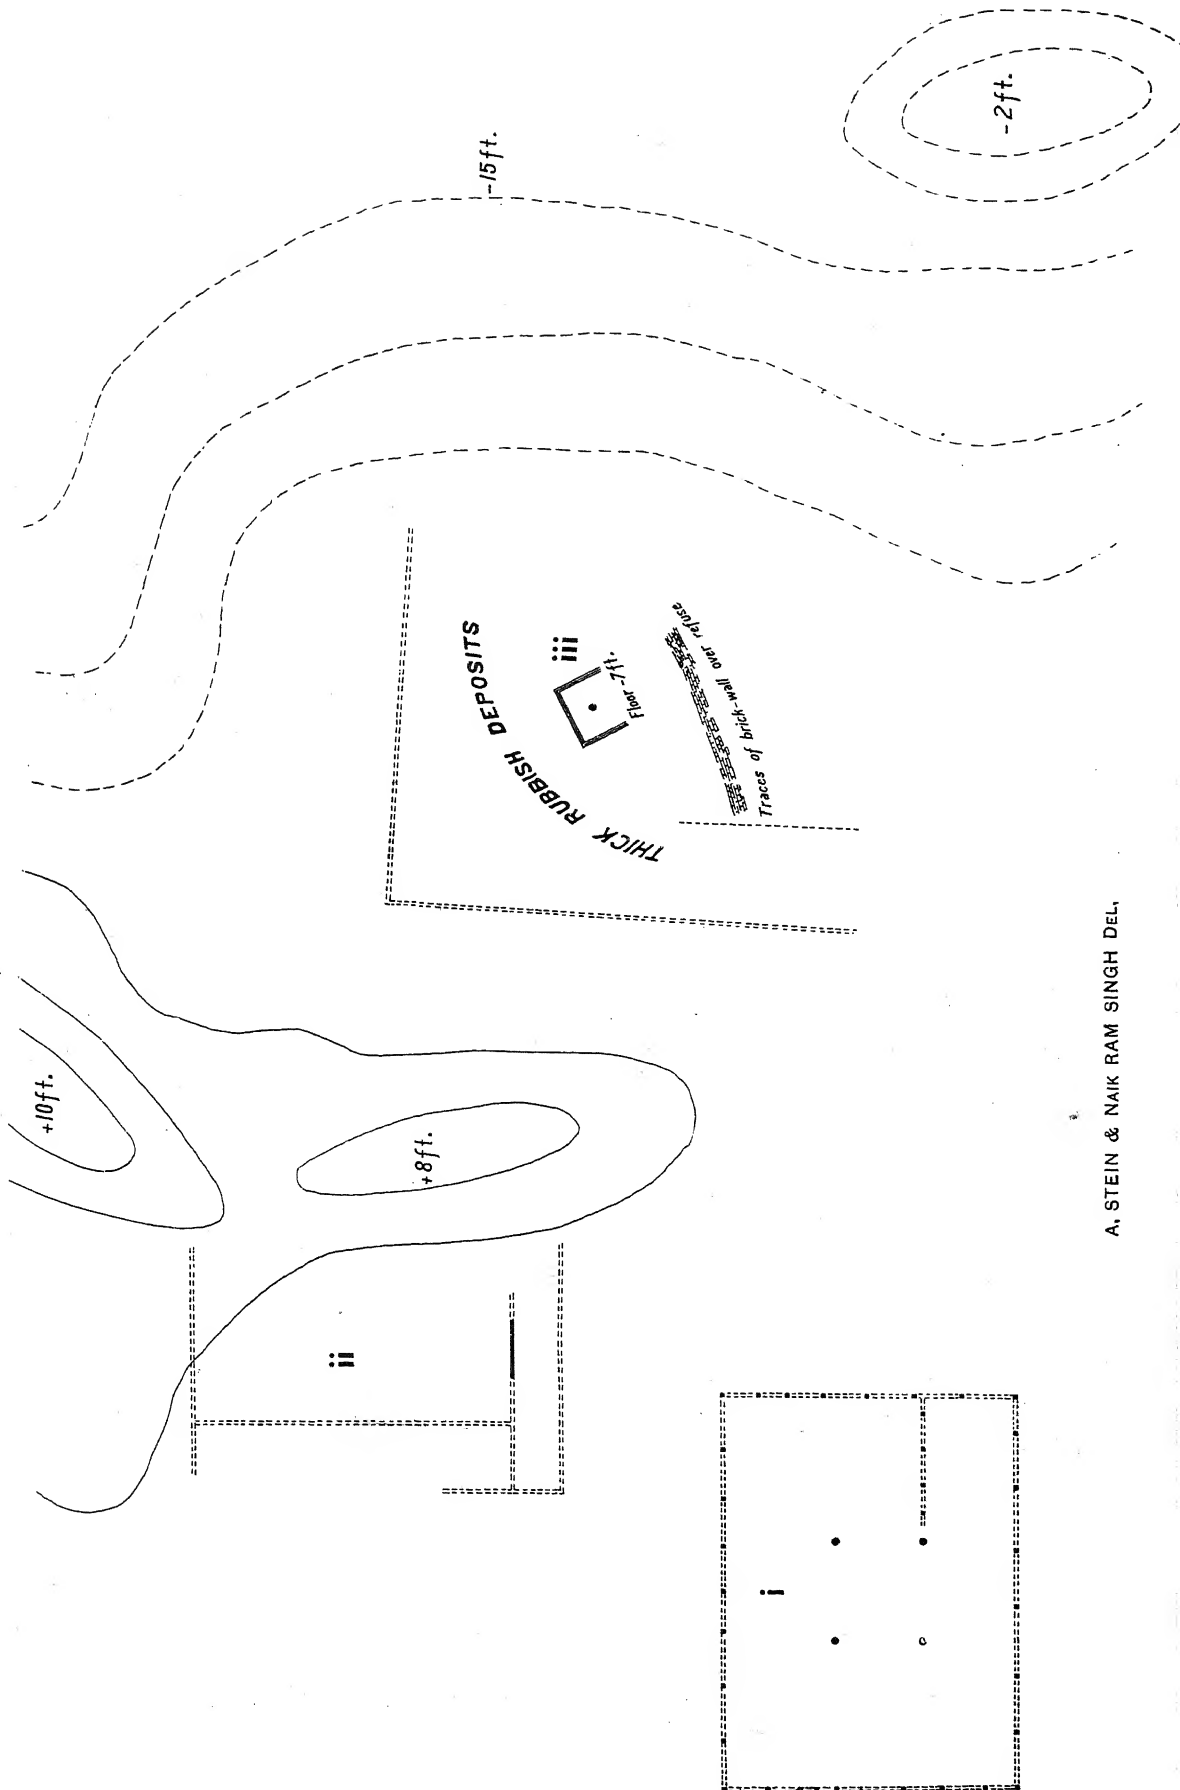 -2ft.
-15ft.
THICK RUBBISH DEPOSITS
iii
Floor -7ft.
Traces of brick-wall over refuse
+10ft.
+8ft.
ii
i
A. STEIN & NAIK RAM SINGH DEL.